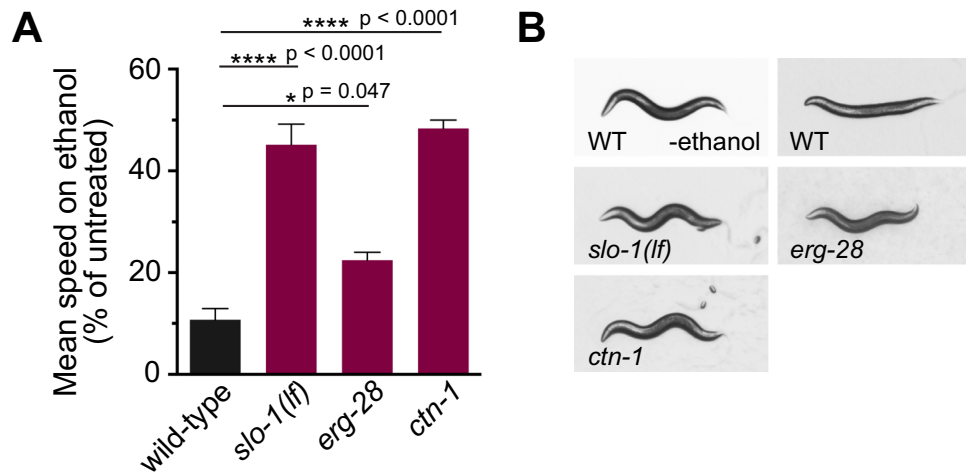 A
**** p < 0.0001
**** p < 0.0001
* p = 0.047
Mean speed on ethanol
(% of untreated)
60
40
20
0
wild-type
slo-1(lf)
erg-28
ctn-1
B
WT -ethanol
WT
slo-1(lf)
erg-28
ctn-1